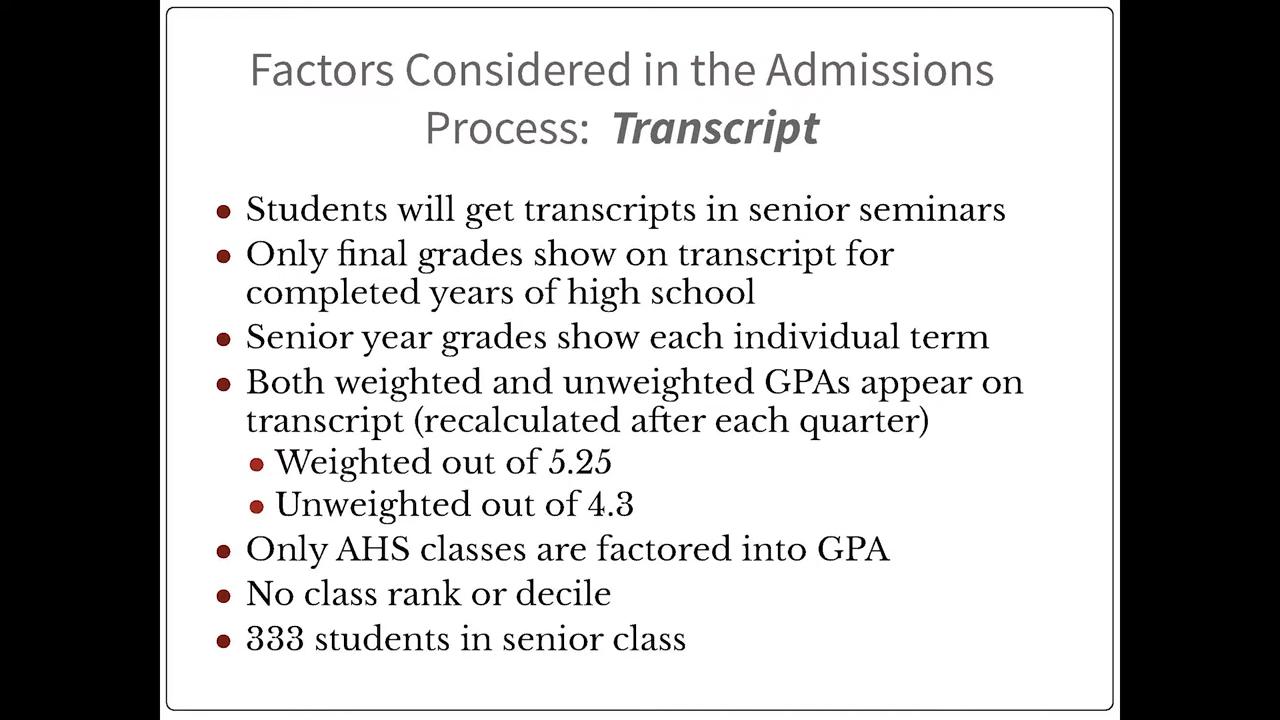 Factors Considered in the Admissions
Process: Transcript
• Students will get transcripts in senior seminars
• Only final grades show on transcript for
completed years of high school
• Senior year grades show each individual term
• Both weighted and unweighted GPAs appear on
transcript (recalculated after each quarter)
• Weighted out of 5.25
• Unweighted out of 4.3
• Only AHS classes are factored into GPA
• No class rank or decile
• 333 students in senior class